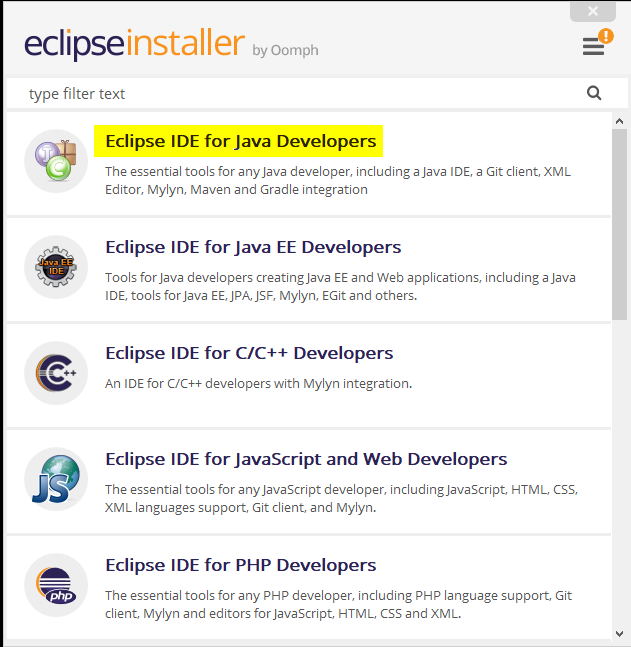 eclipseinstaller by Oomph
type filter text
Eclipse IDE for Java Developers
The essential tools for any Java developer, including a Java IDE, a Git client, XML
Editor, Mylyn, Maven and Gradle integration
Eclipse IDE for Java EE Developers
Java EE
IDE
Tools for Java developers creating Java EE and Web applications, including a Java
IDE, tools for Java EE, JPA, JSF, Mylyn, EGit and others.
Eclipse IDE for C/C++ Developers
C++
An IDE for C/C++ developers with Mylyn integration.
Eclipse IDE for JavaScript and Web Developers
JS
The essential tools for any JavaScript developer, including JavaScript, HTML, CSS,
XML languages support, Git client, and Mylyn.
Eclipse IDE for PHP Developers
php
The essential tools for any PHP developer, including PHP language support, Git
client, Mylyn and editors for JavaScript, HTML, CSS and XML.